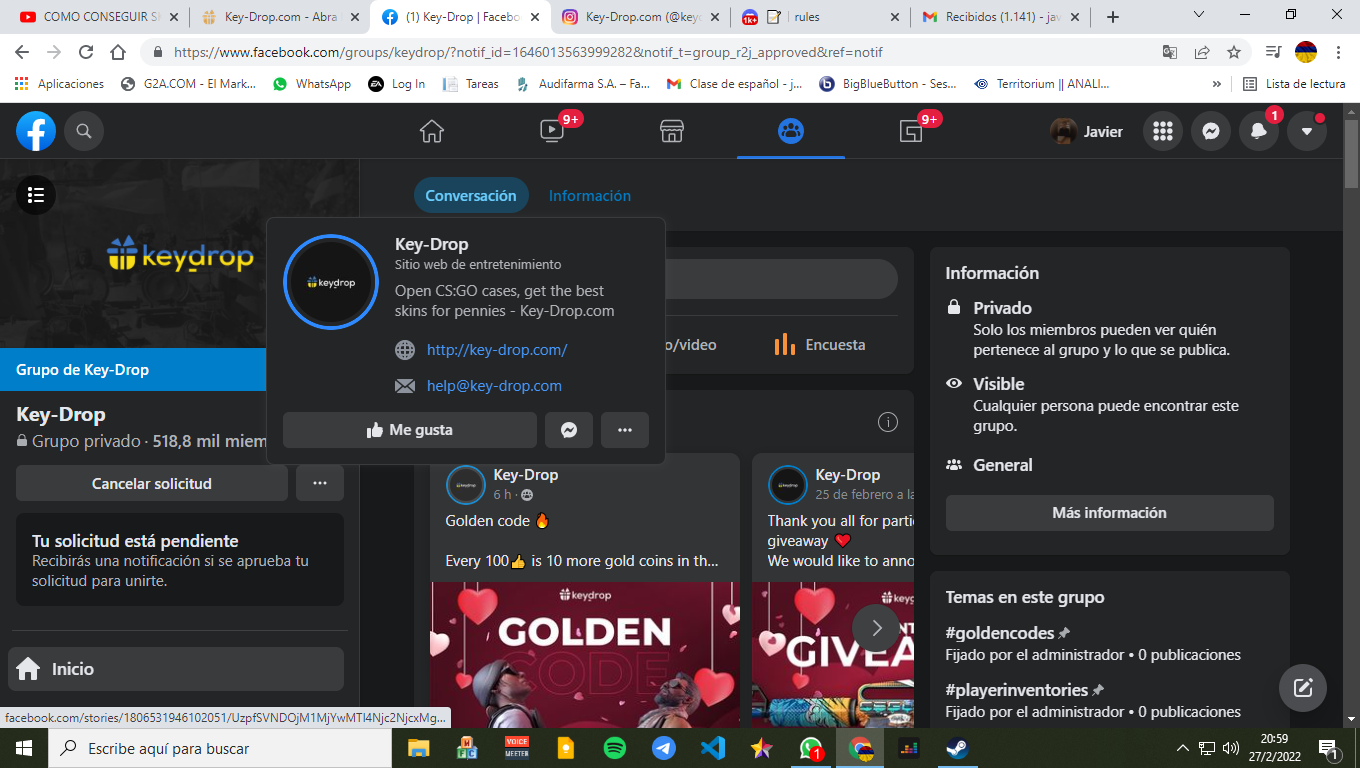 COMO CONSEGUIR S
Key-Drop.com - Abra
(1) Key-Drop | Facebo
Key-Drop.com (@key
1k+
rules
Recibidos (1.141) - jav
https://www.facebook.com/groups/keydrop/?notif_id=1646013563999282&notif_t=group_r2j_approved&ref=notif
Aplicaciones
G2A.COM - El Mark...
WhatsApp
Log In
Tareas
Audifarma S.A. – Fa...
Clase de español - j...
BigBlueButton - Ses...
Territorium || ANALI...
»
Lista de lectura
9+
9+
Javier
1
Conversación
Información
keydrop
Grupo de Key-Drop
Key-Drop
Grupo privado · 518,8 mil miem
Cancelar solicitud
Tu solicitud está pendiente
Recibirás una notificación si se aprueba tu
solicitud para unirte.
Inicio
facebook.com/stories/1806531946102051/UzpfSVNDOjM1MjYwMTI4Njc2NjcxMg...
keydrop
Key-Drop
Sitio web de entretenimiento
Open CS:GO cases, get the best
skins for pennies - Key-Drop.com
http://key-drop.com/
help@key-drop.com
Me gusta
o/video
Encuesta
Key-Drop
6 h ·
Golden code 🔥
Every 100👍 is 10 more gold coins in th...
keydrop
GOLDEN
CODE
Key-Drop
25 de febrero a la
Thank you all for parti
giveaway ❤️
We would like to anno
keyd
GIVEA
Información
Privado
Solo los miembros pueden ver quién
pertenece al grupo y lo que se publica.
Visible
Cualquier persona puede encontrar este
grupo.
General
Más información
Temas en este grupo
#goldencodes
Fijado por el administrador • 0 publicaciones
#playerinventories
Fijado por el administrador • 0 publicaciones
Escribe aquí para buscar
VOICE
MEETER
1
20:59
27/2/2022
1